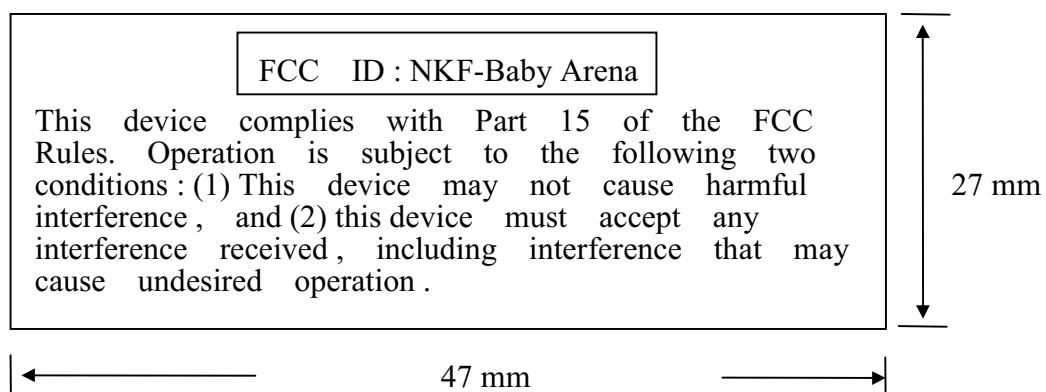 FCC ID : NKF-Baby Arena
This device complies with Part 15 of the FCC
Rules. Operation is subject to the following two
conditions : (1) This device may not cause harmful
interference , and (2) this device must accept any
interference received , including interference that may
cause undesired operation .
27 mm
47 mm